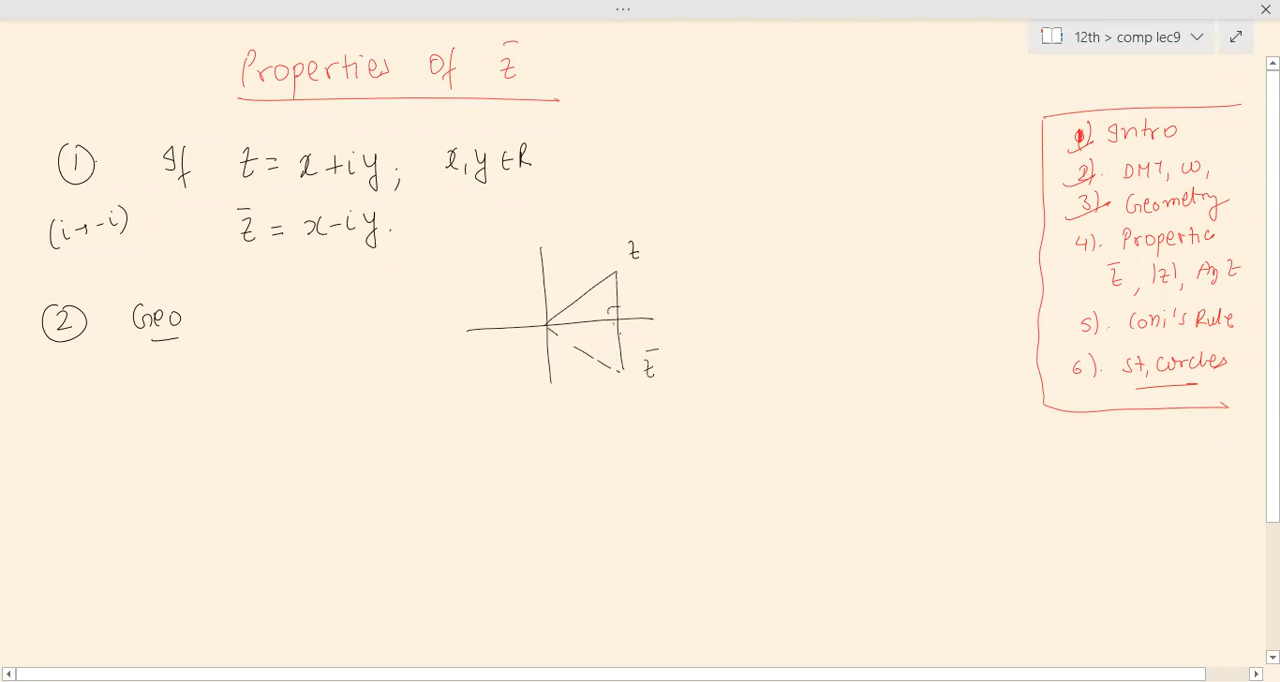 12th > comp lec9
Properties of z̄
① If z = x + iy ; x, y ∈ R
(i → -i) z̄ = x - iy.
② Geo
z
z̄
1) Intro
2). DMT, ω,
3). Geometry
4). Propertie
z̄, |z|, Arg z
5). Coni's Rule
6). St, Circles